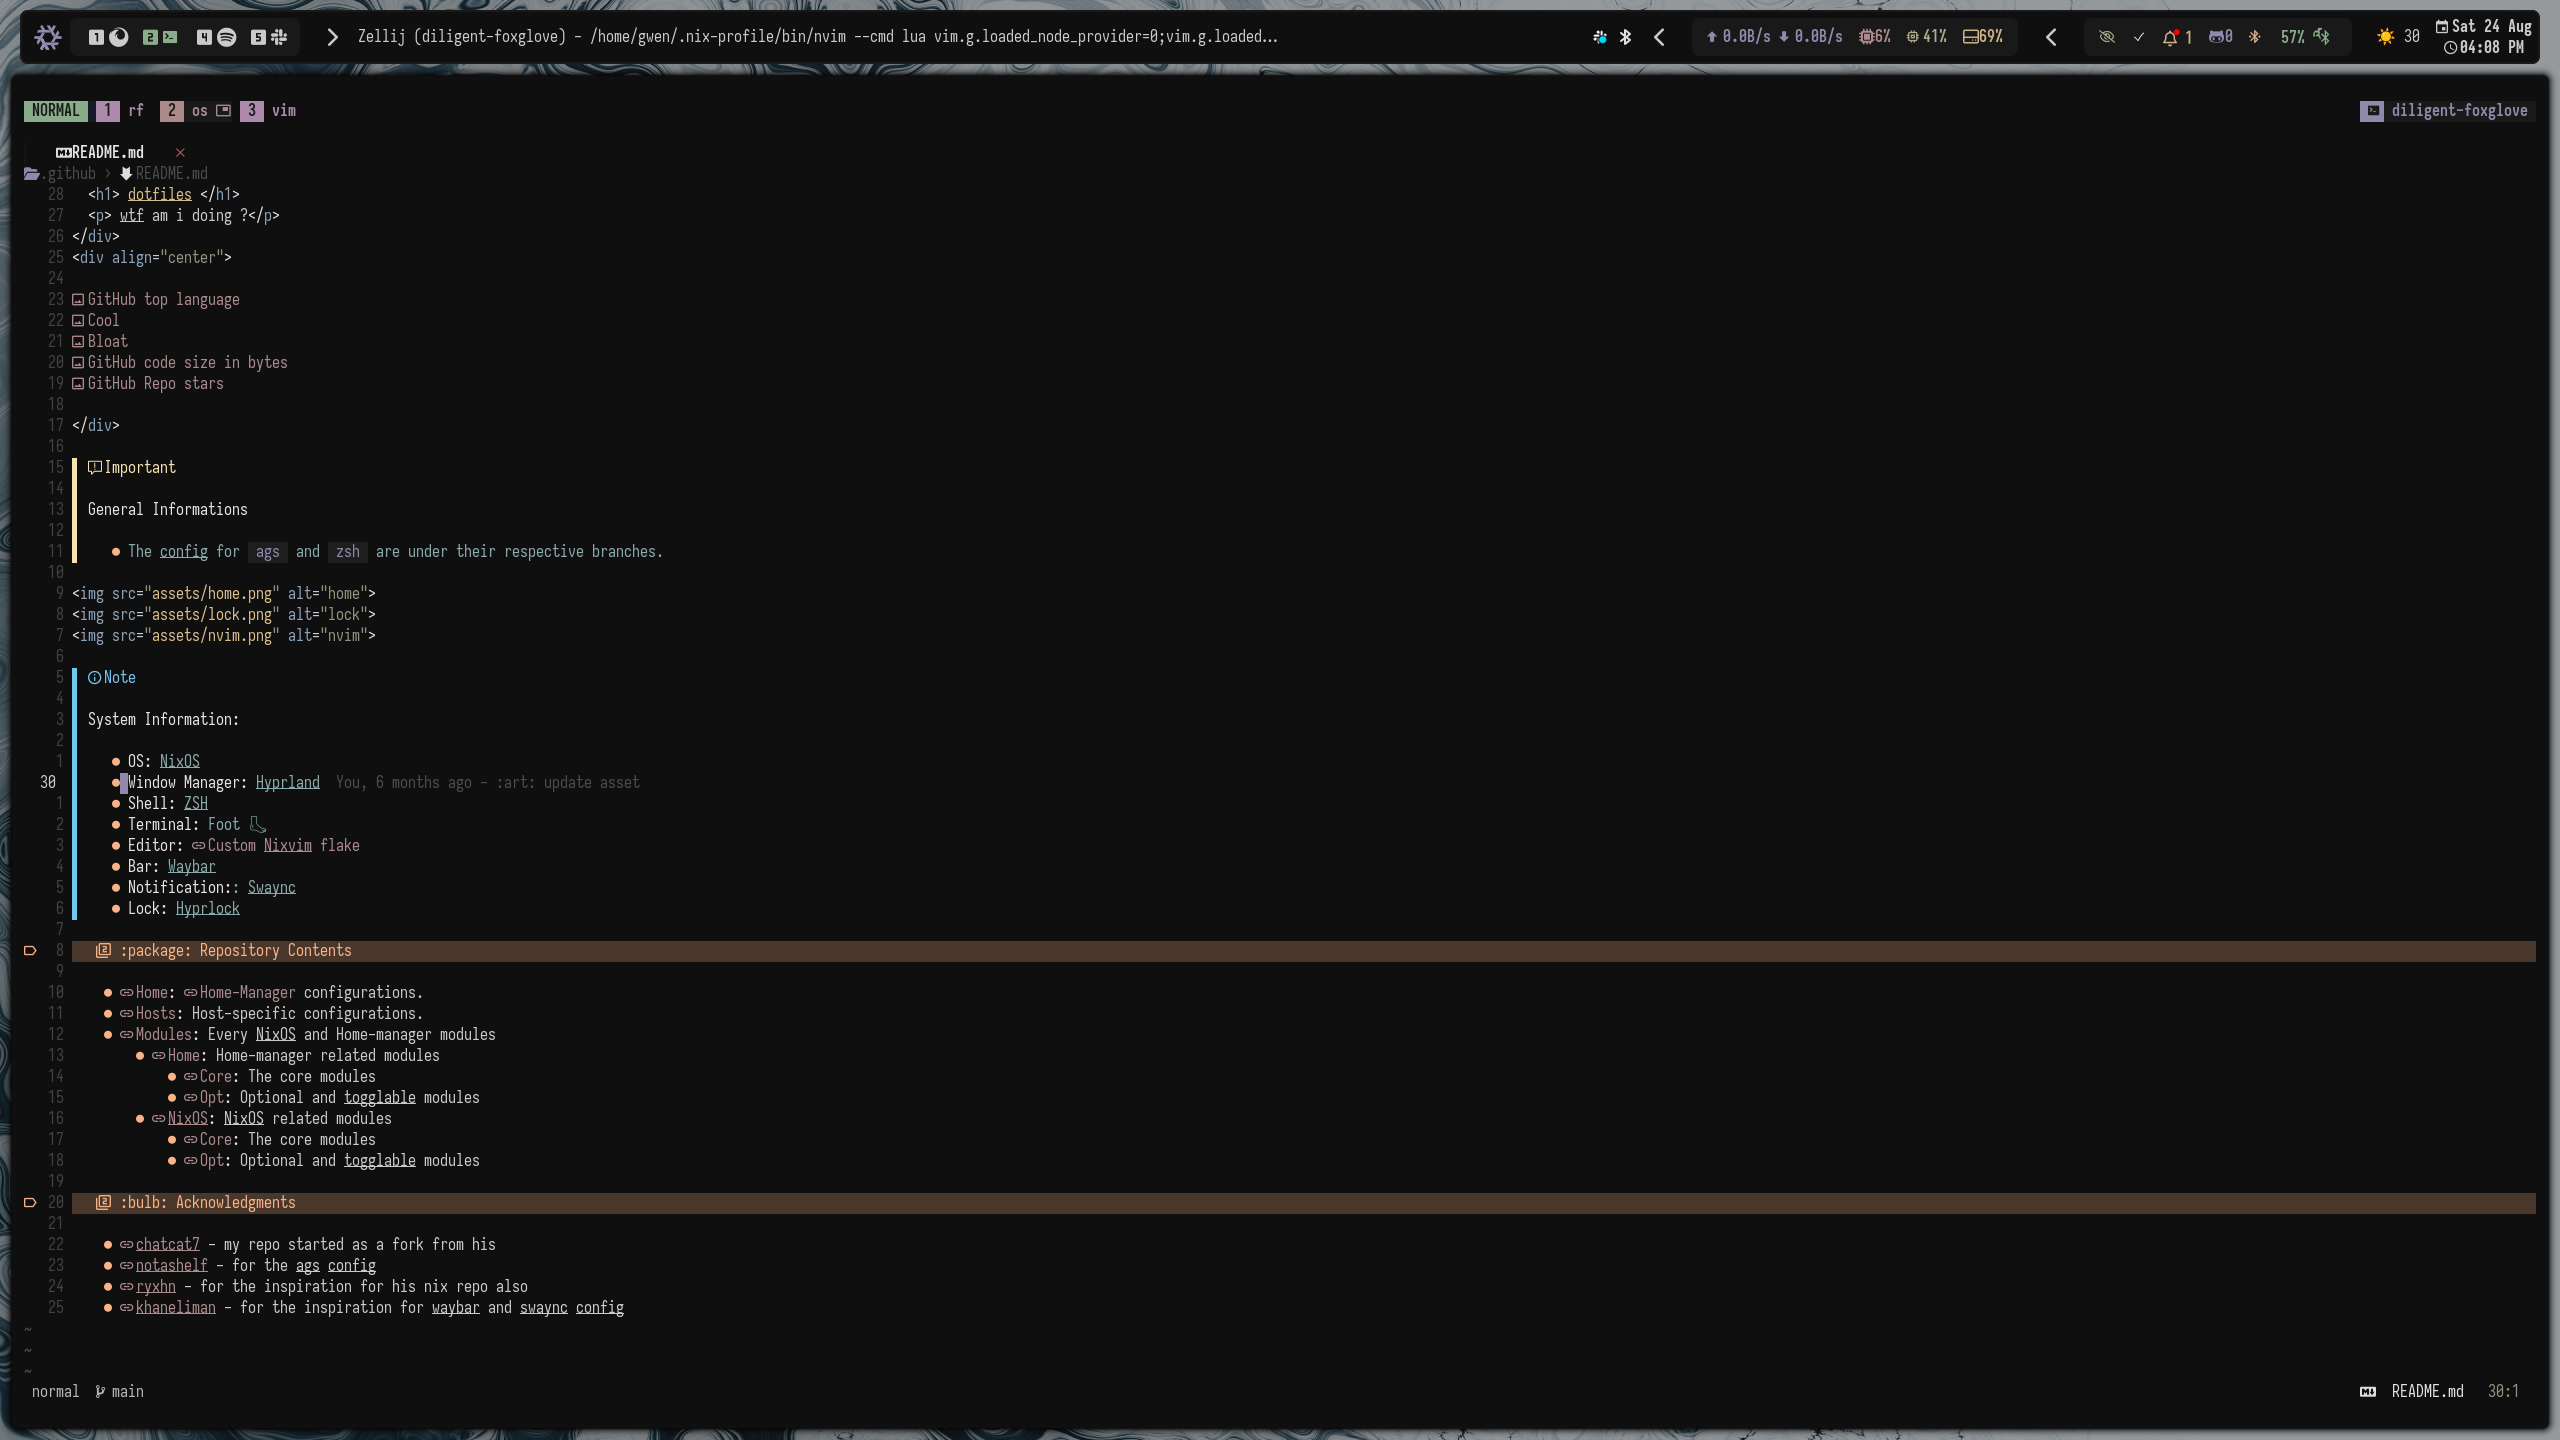 1 2 4 5 Zellij (diligent-foxglove) - /home/gwen/.nix-profile/bin/nvim --cmd lua vim.g.loaded_node_provider=0;vim.g.loaded... 0.0B/s 0.0B/s 6% 41% 69% 1 0 57% 30 Sat 24 Aug
04:08 PM
NORMAL 1 rf 2 os 3 vim diligent-foxglove
README.md ×
.github › README.md
28 <h1> dotfiles </h1>
27 <p> wtf am i doing ?</p>
26 </div>
25 <div align="center">
24
23 GitHub top language
22 Cool
21 Bloat
20 GitHub code size in bytes
19 GitHub Repo stars
18
17 </div>
16
15 Important
14
13 General Informations
12
11 ● The config for ags and zsh are under their respective branches.
10
9 <img src="assets/home.png" alt="home">
8 <img src="assets/lock.png" alt="lock">
7 <img src="assets/nvim.png" alt="nvim">
6
5 Note
4
3 System Information:
2
1 ● OS: NixOS
30 ● Window Manager: Hyprland You, 6 months ago - :art: update asset
1 ● Shell: ZSH
2 ● Terminal: Foot
3 ● Editor: Custom Nixvim flake
4 ● Bar: Waybar
5 ● Notification:: Swaync
6 ● Lock: Hyprlock
7
8 :package: Repository Contents
9
10 ● Home: Home-Manager configurations.
11 ● Hosts: Host-specific configurations.
12 ● Modules: Every NixOS and Home-manager modules
13 ● Home: Home-manager related modules
14 ● Core: The core modules
15 ● Opt: Optional and togglable modules
16 ● NixOS: NixOS related modules
17 ● Core: The core modules
18 ● Opt: Optional and togglable modules
19
20 :bulb: Acknowledgments
21
22 ● chatcat7 - my repo started as a fork from his
23 ● notashelf - for the ags config
24 ● ryxhn - for the inspiration for his nix repo also
25 ● khaneliman - for the inspiration for waybar and swaync config
~
~
~
normal main README.md 30:1